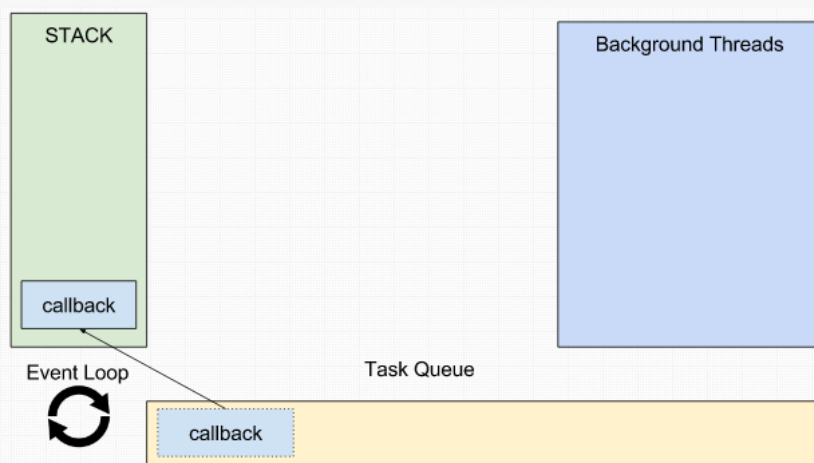 STACK
Background Threads
callback
Event Loop
Task Queue
callback